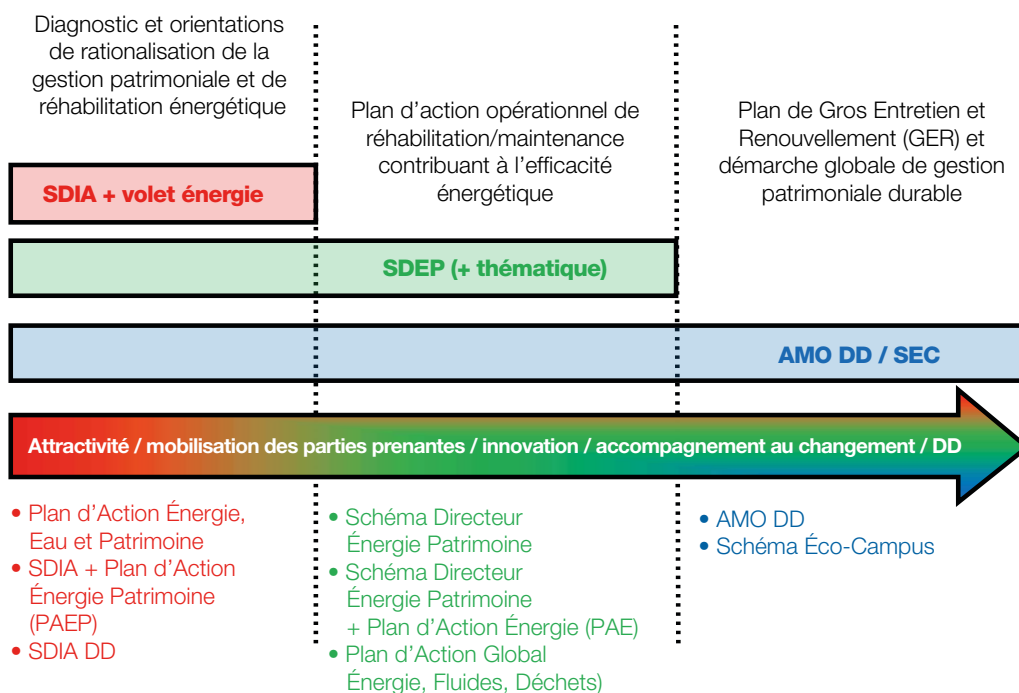 Diagnostic et orientations
de rationalisation de la
gestion patrimoniale et de
réhabilitation énergétique
Plan d’action opérationnel de
réhabilitation/maintenance
contribuant à l’efficacité
énergétique
Plan de Gros Entretien et
Renouvellement (GER) et
démarche globale de gestion
patrimoniale durable
SDIA + volet énergie
SDEP (+ thématique)
AMO DD / SEC
Attractivité / mobilisation des parties prenantes / innovation / accompagnement au changement / DD
• Plan d’Action Énergie,
Eau et Patrimoine
• SDIA + Plan d’Action
Énergie Patrimoine
(PAEP)
• SDIA DD
• Schéma Directeur
Énergie Patrimoine
• Schéma Directeur
Énergie Patrimoine
+ Plan d’Action Énergie (PAE)
• Plan d’Action Global
Énergie, Fluides, Déchets)
• AMO DD
• Schéma Éco-Campus